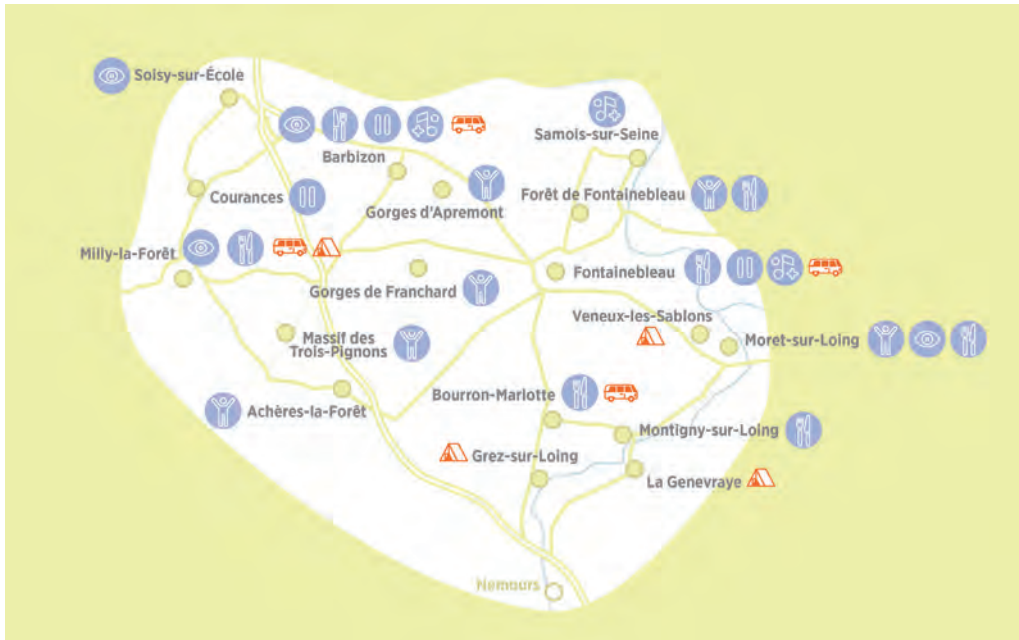 Soisy-sur-École
Samois-sur-Seine
Barbizon
Courances
Gorges d'Apremont
Forêt de Fontainebleau
Milly-la-Forêt
Fontainebleau
Gorges de Franchard
Veneux-les-Sablons
Massif des
Trois-Pignons
Moret-sur-Loing
Bourron-Marlotte
Achères-la-Forêt
Montigny-sur-Loing
Grez-sur-Loing
La Genevraye
Nemours